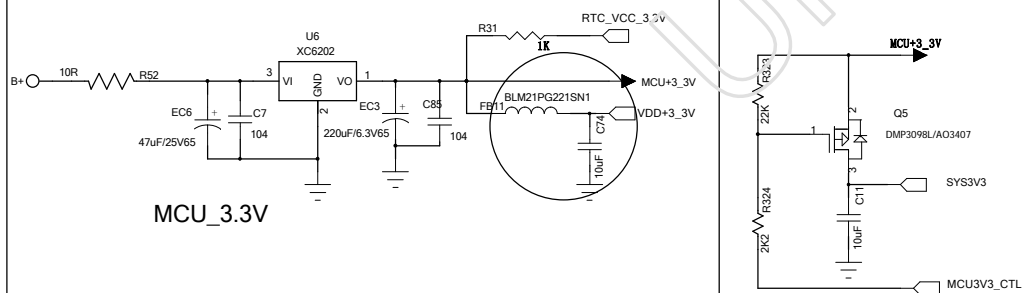 RTC_VCC_3.3V
R31
1K
U6
XC6202
B+
10R
R52
3
VI
GND
VO
1
2
MCU+3_3V
EC6
47uF/25V65
C7
104
EC3
220uF/6.3V65
C85
104
FB11
BLM21PG221SN1
VDD+3_3V
C74
10uF
MCU_3.3V
MCU+3_3V
R323
22K
2
1
3
Q5
DMP3098L/AO3407
SYS3V3
C11
10uF
R324
2K2
MCU3V3_CTL